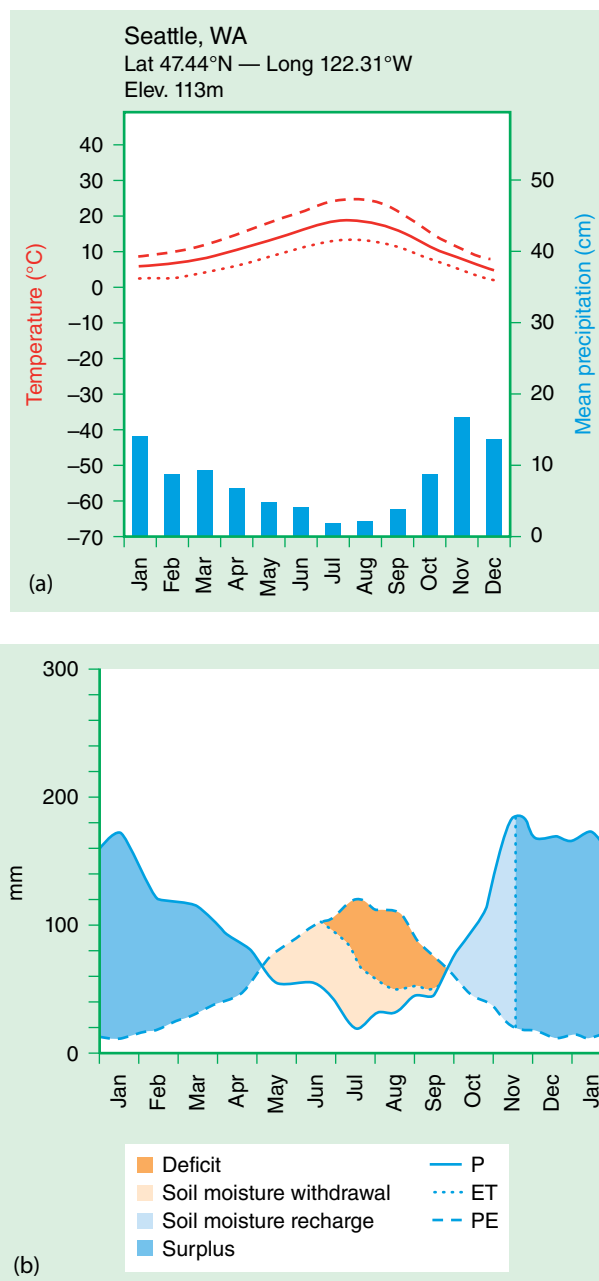 Seattle, WA
Lat 47.44°N — Long 122.31°W
Elev. 113m
Temperature (°C)
40
30
20
10
0
–10
–20
–30
–40
–50
–60
–70
50
40
30
20
10
0
Mean precipitation (cm)
Jan
Feb
Mar
Apr
May
Jun
Jul
Aug
Sep
Oct
Nov
Dec
(a)
mm
300
200
100
0
Jan
Feb
Mar
Apr
May
Jun
Jul
Aug
Sep
Oct
Nov
Dec
Jan
Deficit
Soil moisture withdrawal
Soil moisture recharge
Surplus
P
ET
PE
(b)